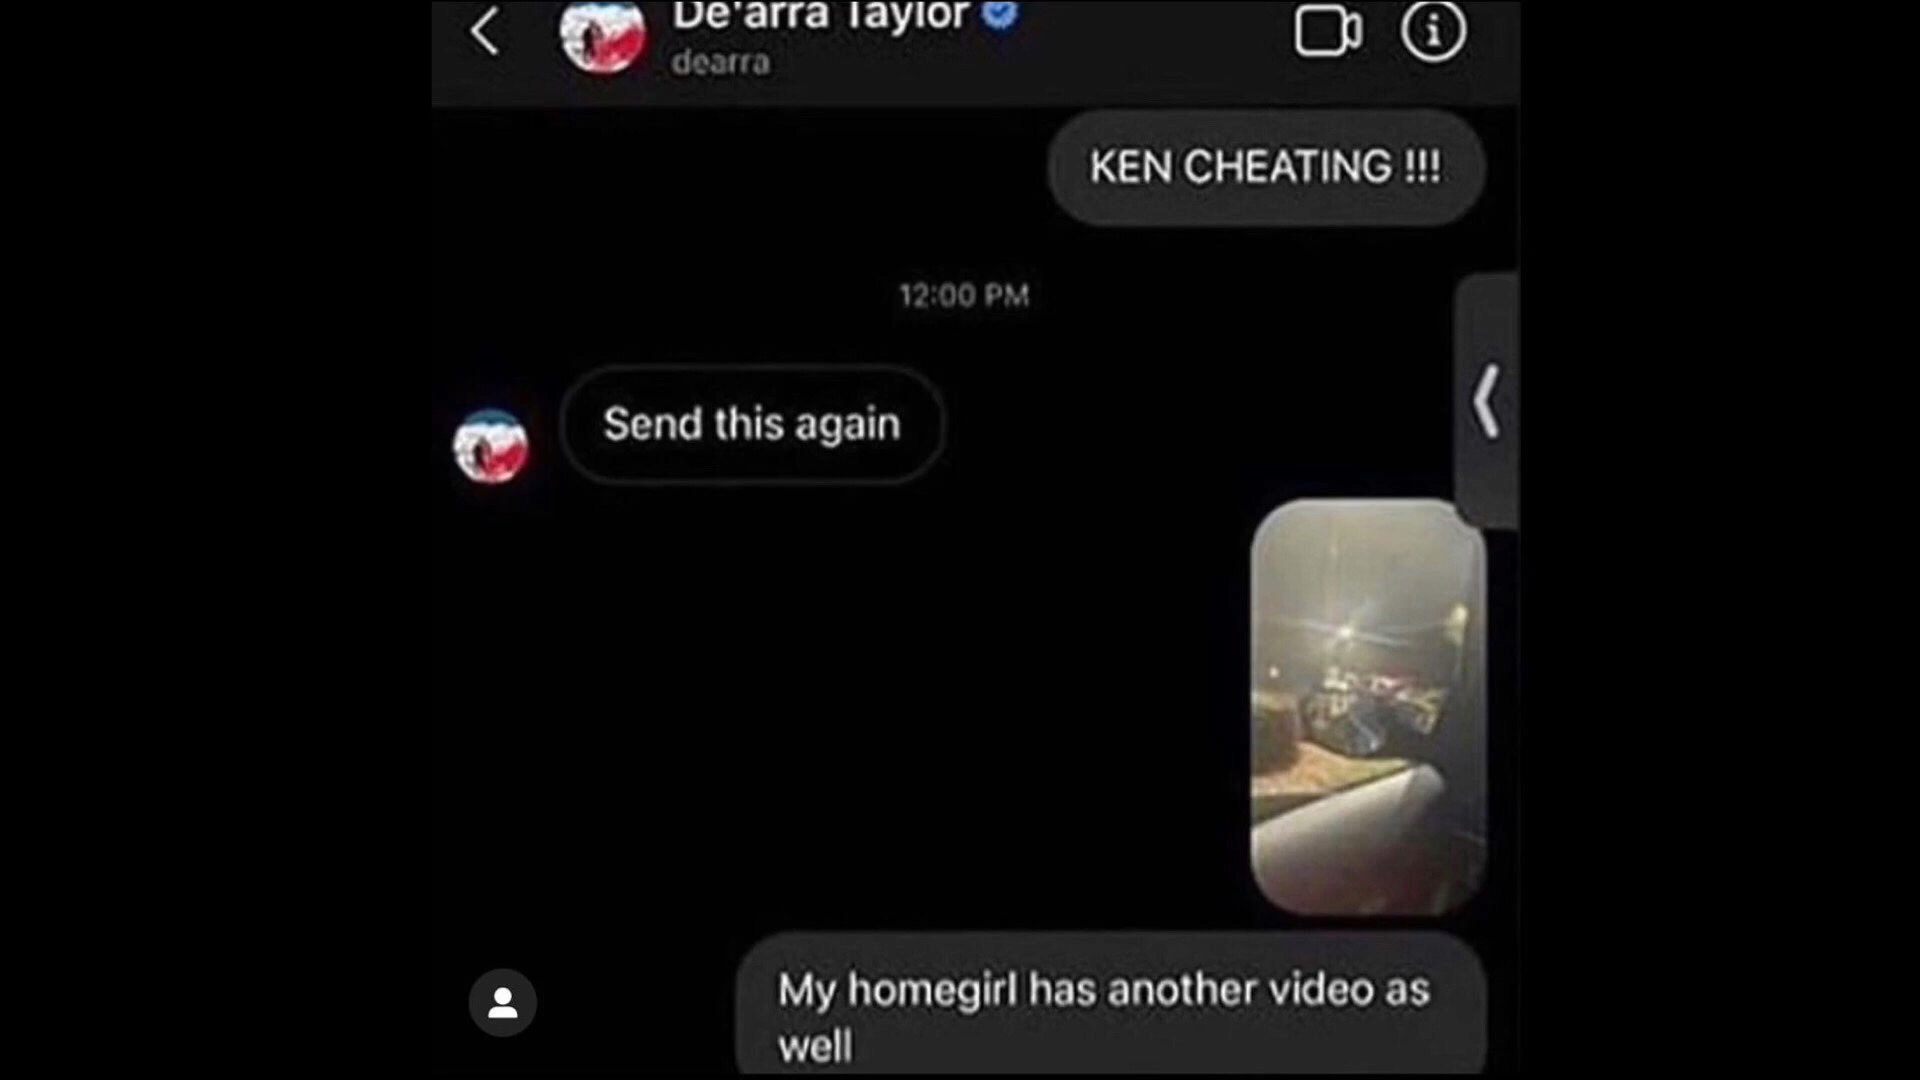 De'arra Taylor
dearra
KEN CHEATING !!!
12:00 PM
Send this again
My homegirl has another video as
well